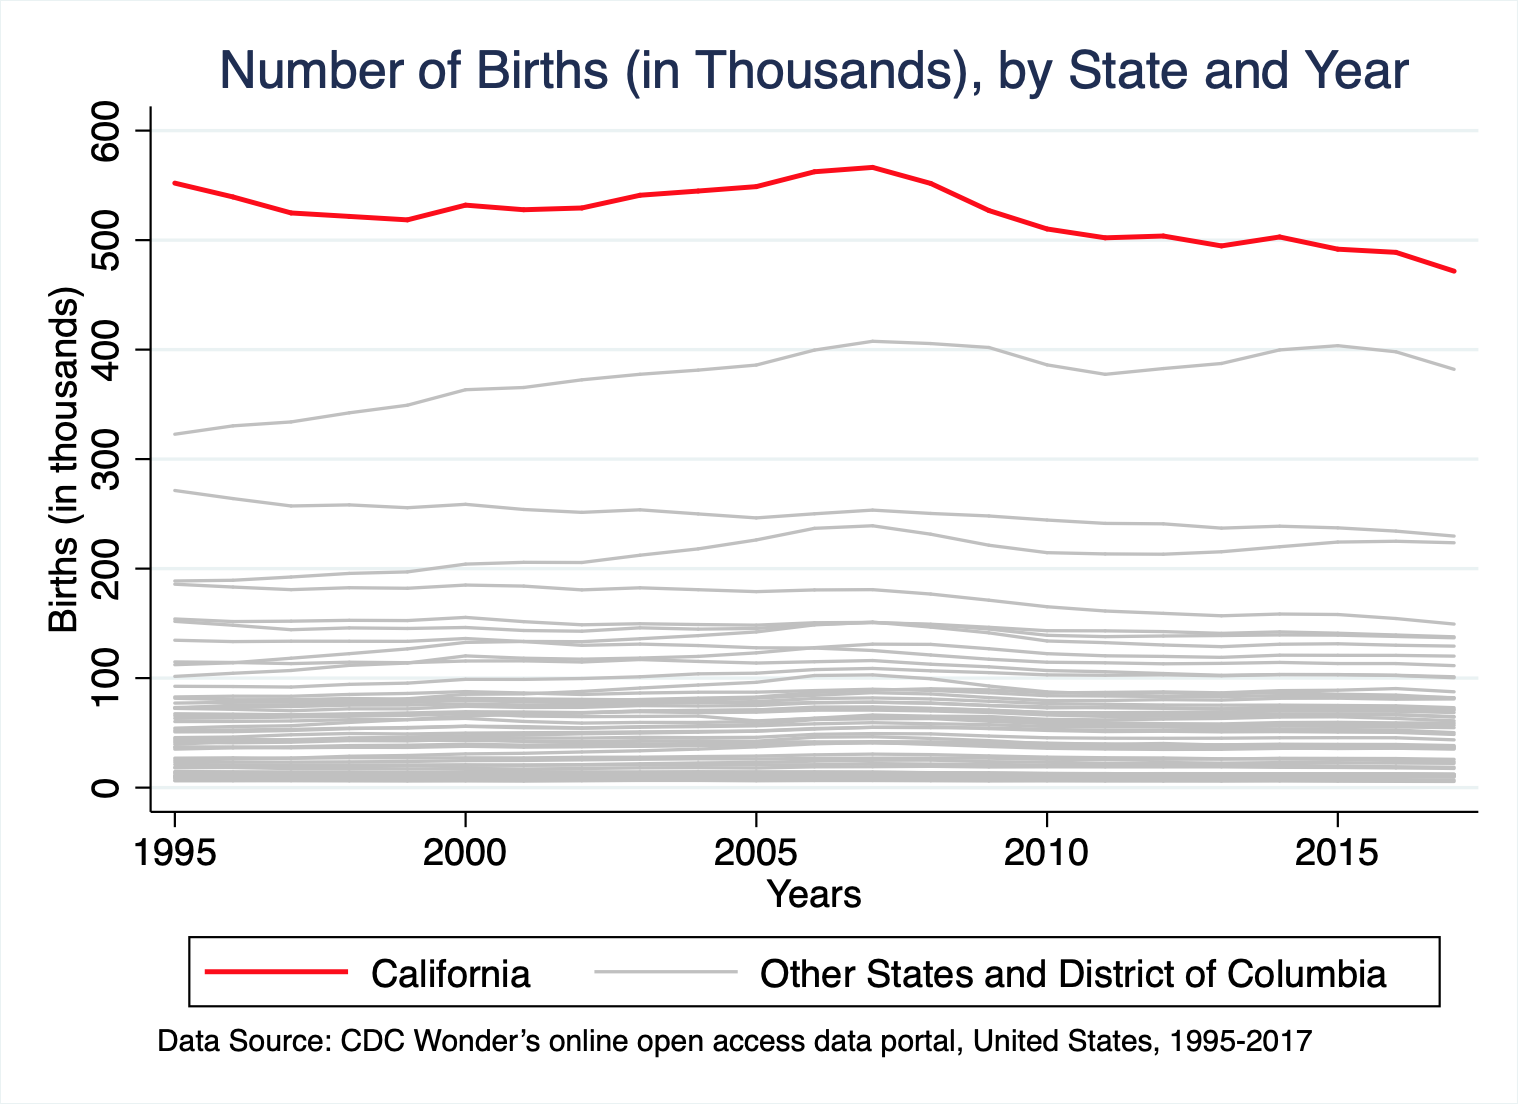 Number of Births (in Thousands), by State and Year
Births (in thousands)
600
500
400
300
200
100
0
1995 2000 2005 2010 2015
Years
California Other States and District of Columbia
Data Source: CDC Wonder’s online open access data portal, United States, 1995-2017